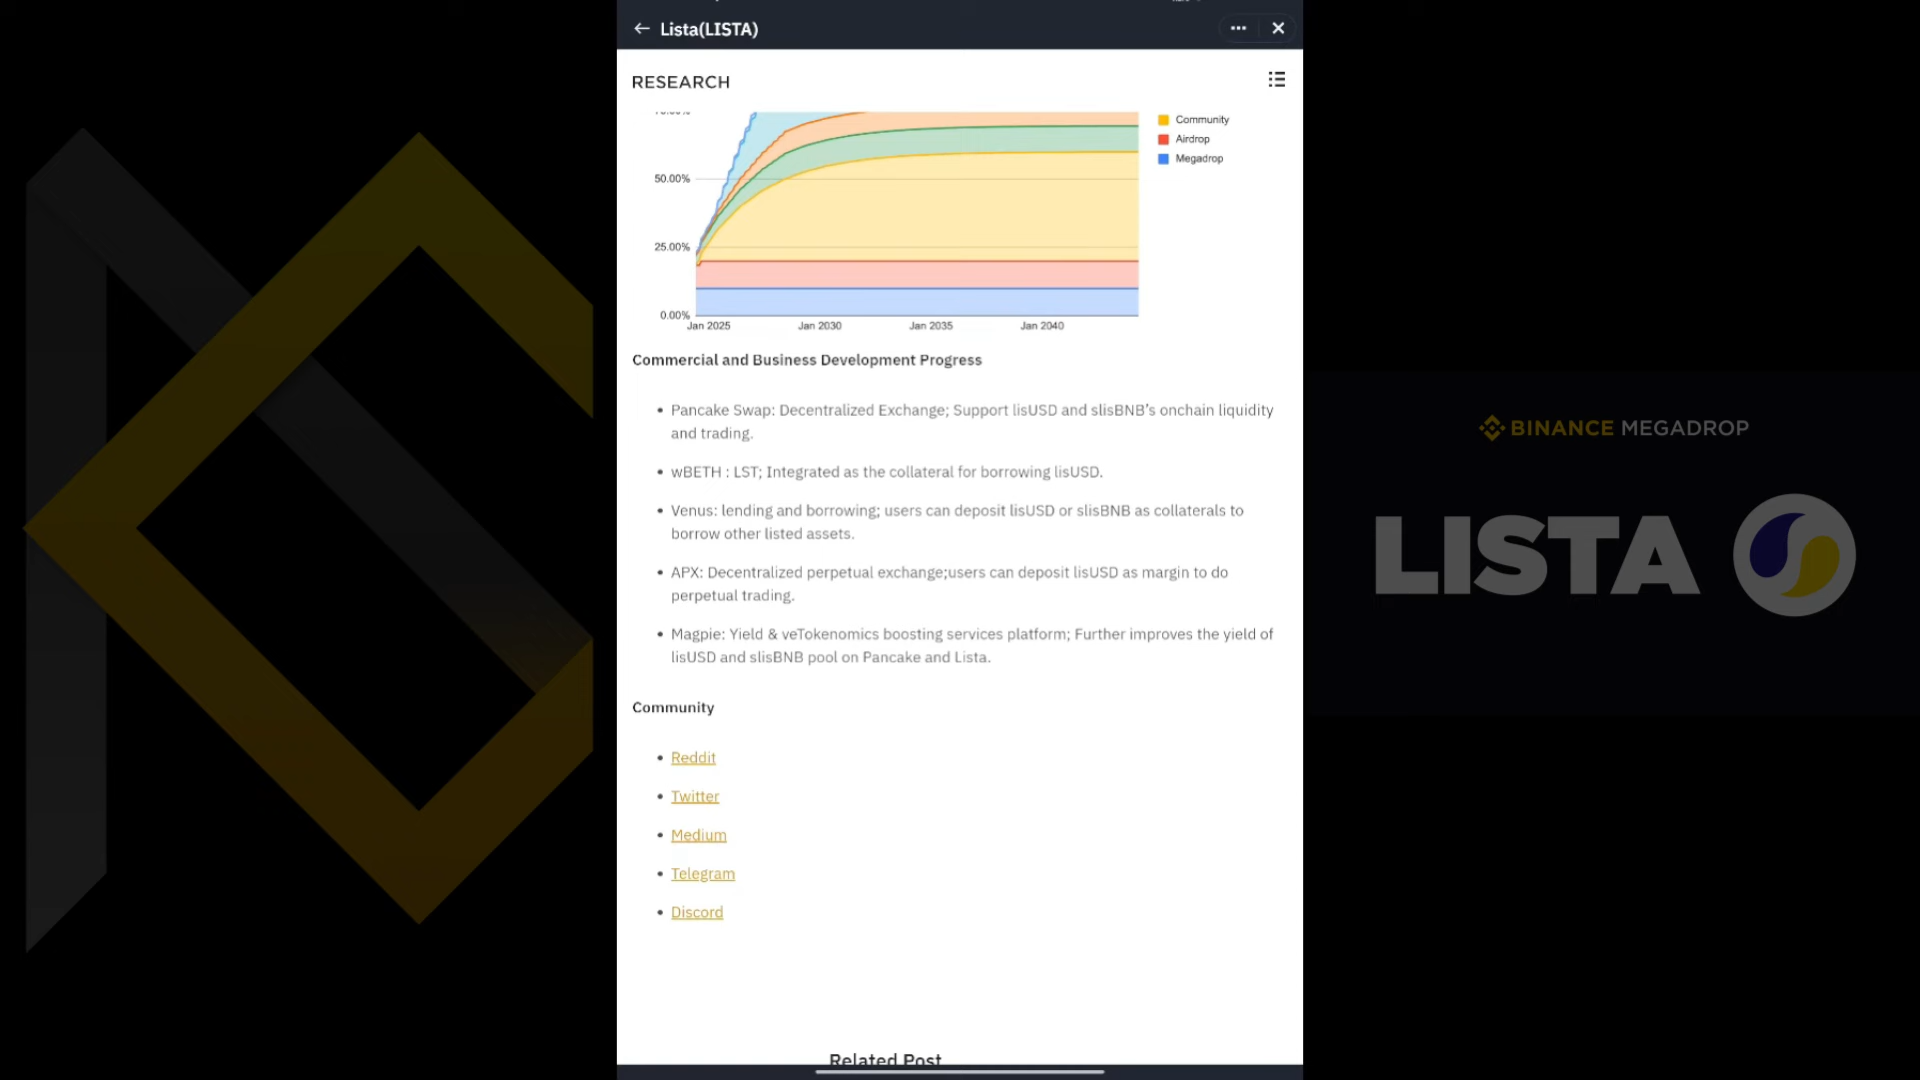 Lista(LISTA)
RESEARCH
Community
Airdrop
Megadrop
50.00%
25.00%
0.00%
Jan 2025 Jan 2030 Jan 2035 Jan 2040
Commercial and Business Development Progress
• Pancake Swap: Decentralized Exchange; Support lisUSD and slisBNB’s onchain liquidity
and trading.
• wBETH : LST; Integrated as the collateral for borrowing lisUSD.
• Venus: lending and borrowing; users can deposit lisUSD or slisBNB as collaterals to
borrow other listed assets.
• APX: Decentralized perpetual exchange;users can deposit lisUSD as margin to do
perpetual trading.
• Magpie: Yield & veTokenomics boosting services platform; Further improves the yield of
lisUSD and slisBNB pool on Pancake and Lista.
Community
• Reddit
• Twitter
• Medium
• Telegram
• Discord
Related Post
BINANCE MEGADROP
LISTA